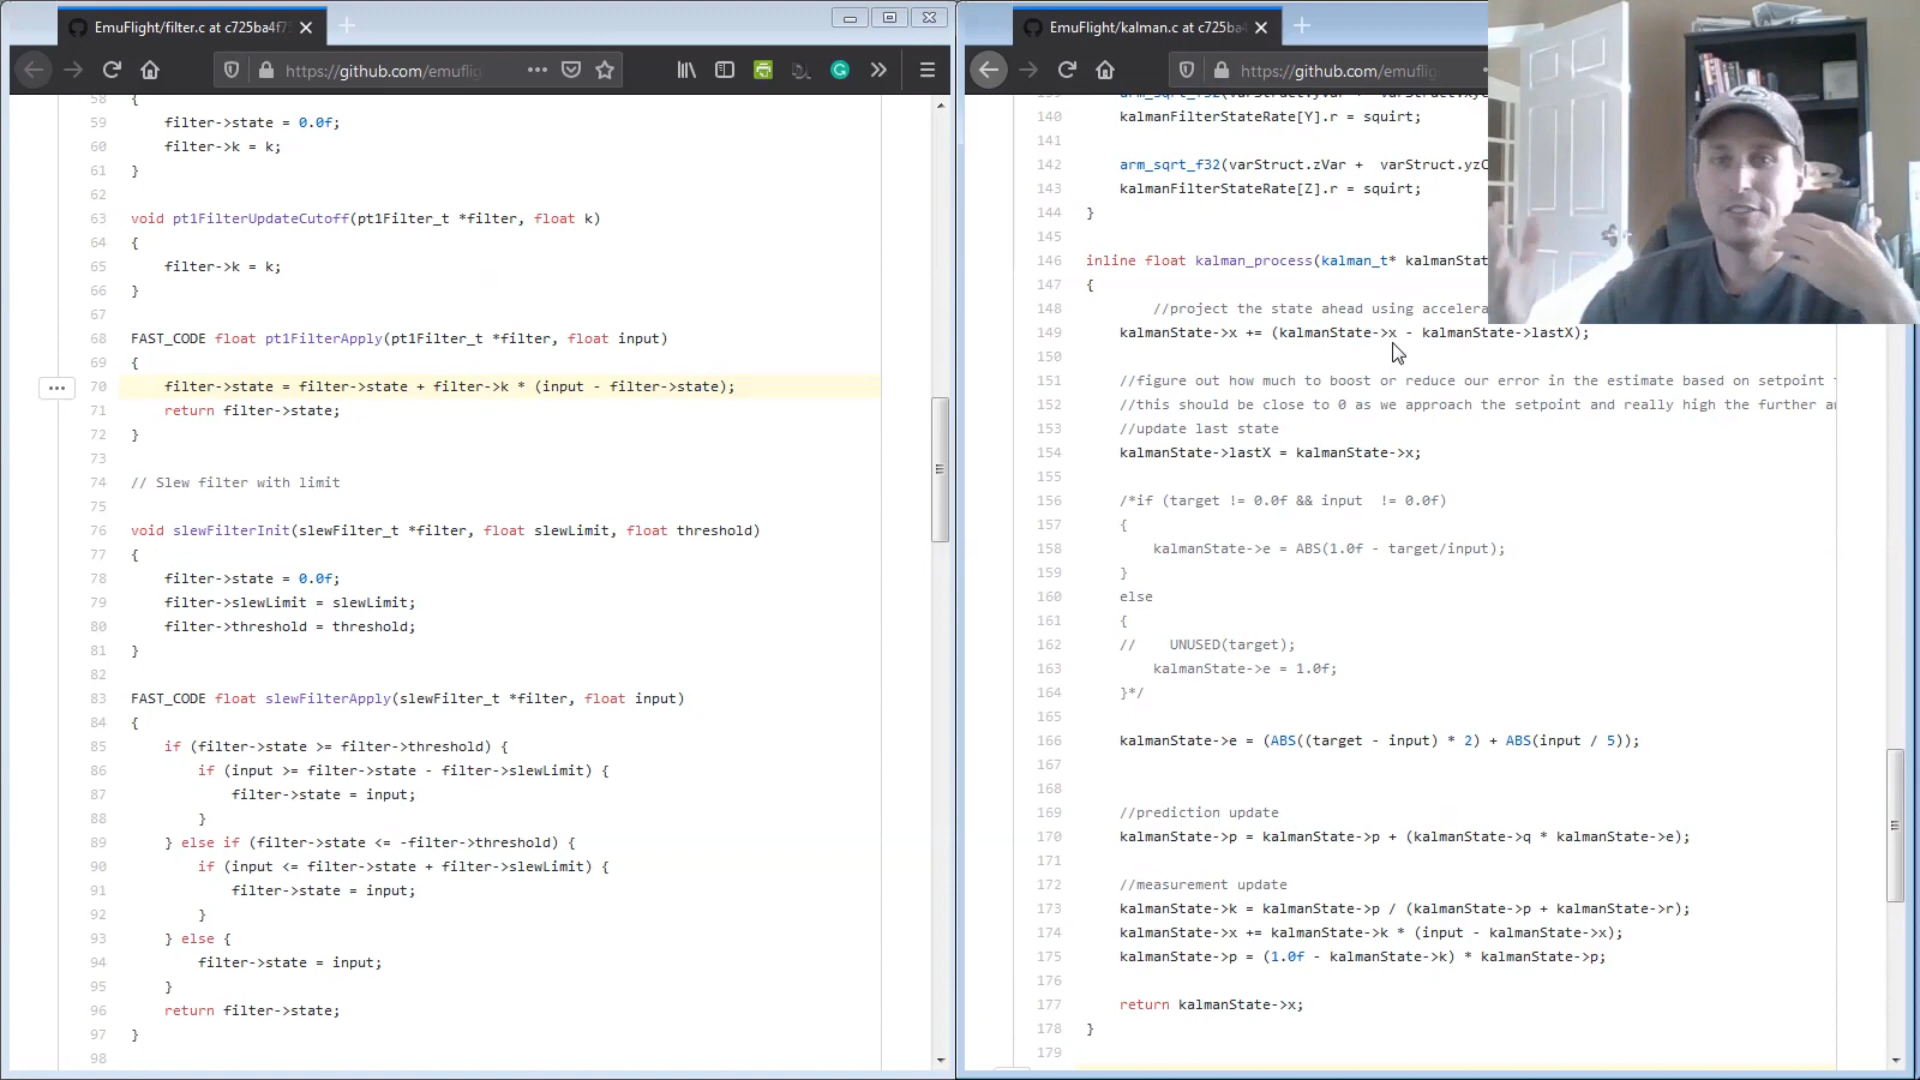 EmuFlight/filter.c at c725ba4f7
https://github.com/emuflig
58 {
59 filter->state = 0.0f;
60 filter->k = k;
61 }
62
63 void pt1FilterUpdateCutoff(pt1Filter_t *filter, float k)
64 {
65 filter->k = k;
66 }
67
68 FAST_CODE float pt1FilterApply(pt1Filter_t *filter, float input)
69 {
70 filter->state = filter->state + filter->k * (input - filter->state);
71 return filter->state;
72 }
73
74 // Slew filter with limit
75
76 void slewFilterInit(slewFilter_t *filter, float slewLimit, float threshold)
77 {
78 filter->state = 0.0f;
79 filter->slewLimit = slewLimit;
80 filter->threshold = threshold;
81 }
82
83 FAST_CODE float slewFilterApply(slewFilter_t *filter, float input)
84 {
85 if (filter->state >= filter->threshold) {
86 if (input >= filter->state - filter->slewLimit) {
87 filter->state = input;
88 }
89 } else if (filter->state <= -filter->threshold) {
90 if (input <= filter->state + filter->slewLimit) {
91 filter->state = input;
92 }
93 } else {
94 filter->state = input;
95 }
96 return filter->state;
97 }
98
EmuFlight/kalman.c at c725ba4
https://github.com/emuflig
140 kalmanFilterStateRate[Y].r = squirt;
141
142 arm_sqrt_f32(varStruct.zVar + varStruct.yzC
143 kalmanFilterStateRate[Z].r = squirt;
144 }
145
146 inline float kalman_process(kalman_t* kalmanStat
147 {
148 //project the state ahead using accelera
149 kalmanState->x += (kalmanState->x - kalmanState->lastX);
150
151 //figure out how much to boost or reduce our error in the estimate based on setpoint
152 //this should be close to 0 as we approach the setpoint and really high the further a
153 //update last state
154 kalmanState->lastX = kalmanState->x;
155
156 /*if (target != 0.0f && input != 0.0f)
157 {
158 kalmanState->e = ABS(1.0f - target/input);
159 }
160 else
161 {
162 // UNUSED(target);
163 kalmanState->e = 1.0f;
164 }*/
165
166 kalmanState->e = (ABS((target - input) * 2) + ABS(input / 5));
167
168
169 //prediction update
170 kalmanState->p = kalmanState->p + (kalmanState->q * kalmanState->e);
171
172 //measurement update
173 kalmanState->k = kalmanState->p / (kalmanState->p + kalmanState->r);
174 kalmanState->x += kalmanState->k * (input - kalmanState->x);
175 kalmanState->p = (1.0f - kalmanState->k) * kalmanState->p;
176
177 return kalmanState->x;
178 }
179